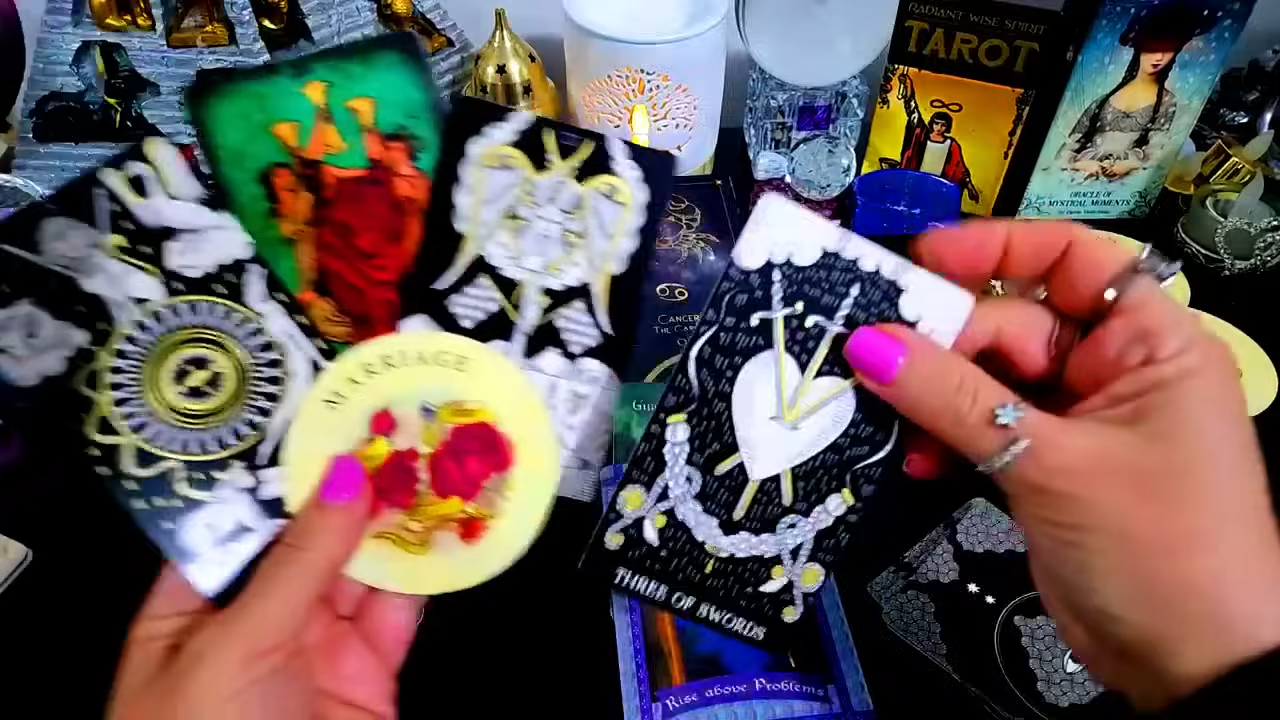 RADIANT WISE SPIRIT
TAROT
ORACLE OF
MYSTICAL MOMENTS
CANCER
MARRIAGE
THREE OF SWORDS
Rise above Problems